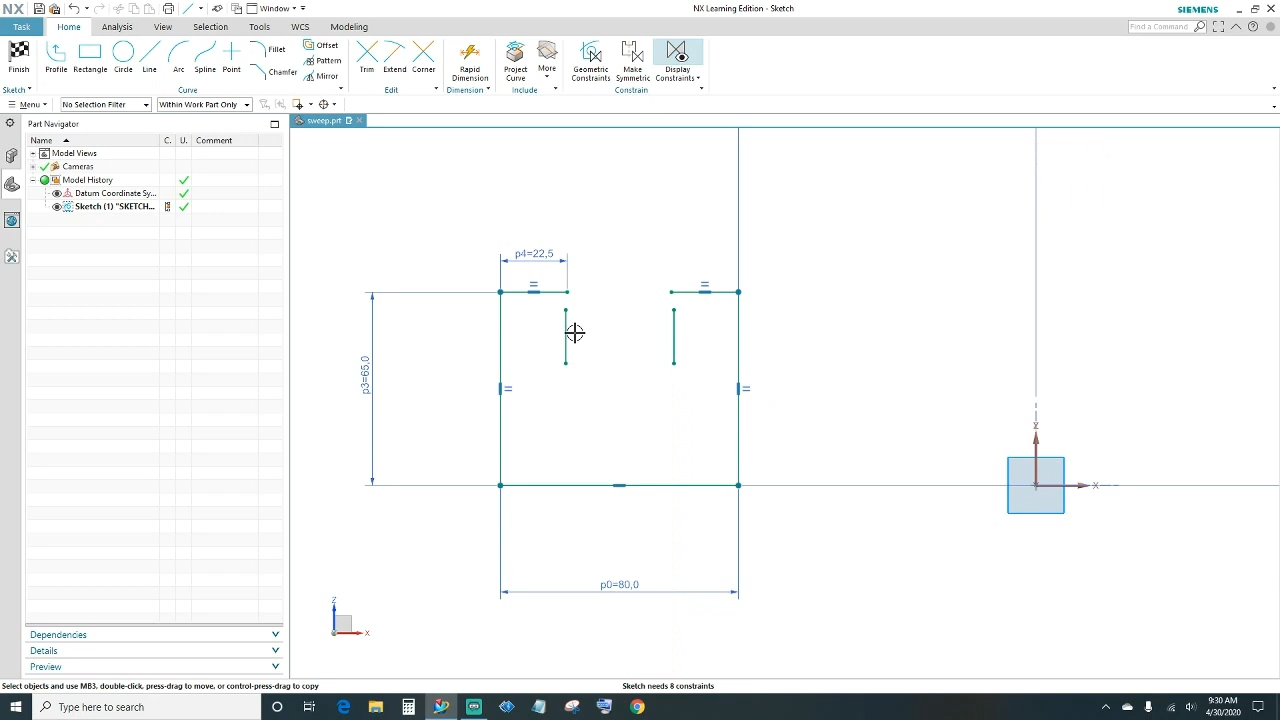 NX
Window
NX Learning Edition - Sketch
SIEMENS
Task
Home
Analysis
View
Selection
Tools
WCS
Modeling
Find a Command
Finish
Profile
Rectangle
Circle
Line
Arc
Spline
Point
Fillet
Chamfer
Offset
Pattern
Mirror
Trim
Extend
Corner
Rapid Dimension
Project Curve
More
Geometric Constraints
Make Symmetric
Display Constraints
Sketch
Curve
Edit
Dimension
Include
Constrain
Menu
No Selection Filter
Within Work Part Only
Part Navigator
sweep.prt
Name
C.
U.
Comment
Model Views
Cameras
Model History
Datum Coordinate Sy...
Sketch (1) "SKETCH...
p4=22,5
p3=65,0
p0=80,0
Z
X
Z
X
Dependencies
Details
Preview
Select objects and use MB3, double-click, press-drag to move, or control-press-drag to copy
Sketch needs 8 constraints
Type here to search
9:30 AM
4/30/2020